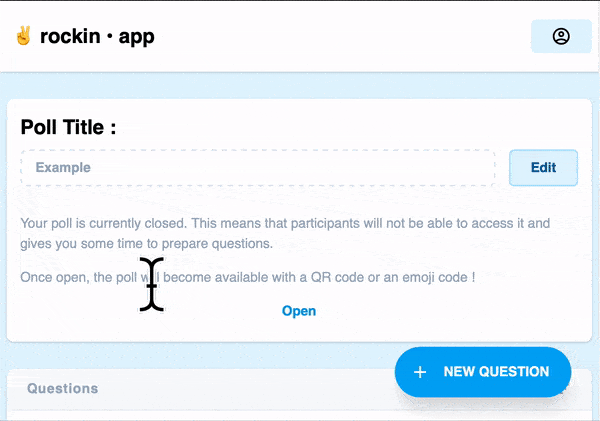 ✌️ rockin • app
Poll Title :
Example
Edit
Your poll is currently closed. This means that participants will not be able to access it and
gives you some time to prepare questions.
Once open, the poll will become available with a QR code or an emoji code !
Open
+ NEW QUESTION
Questions